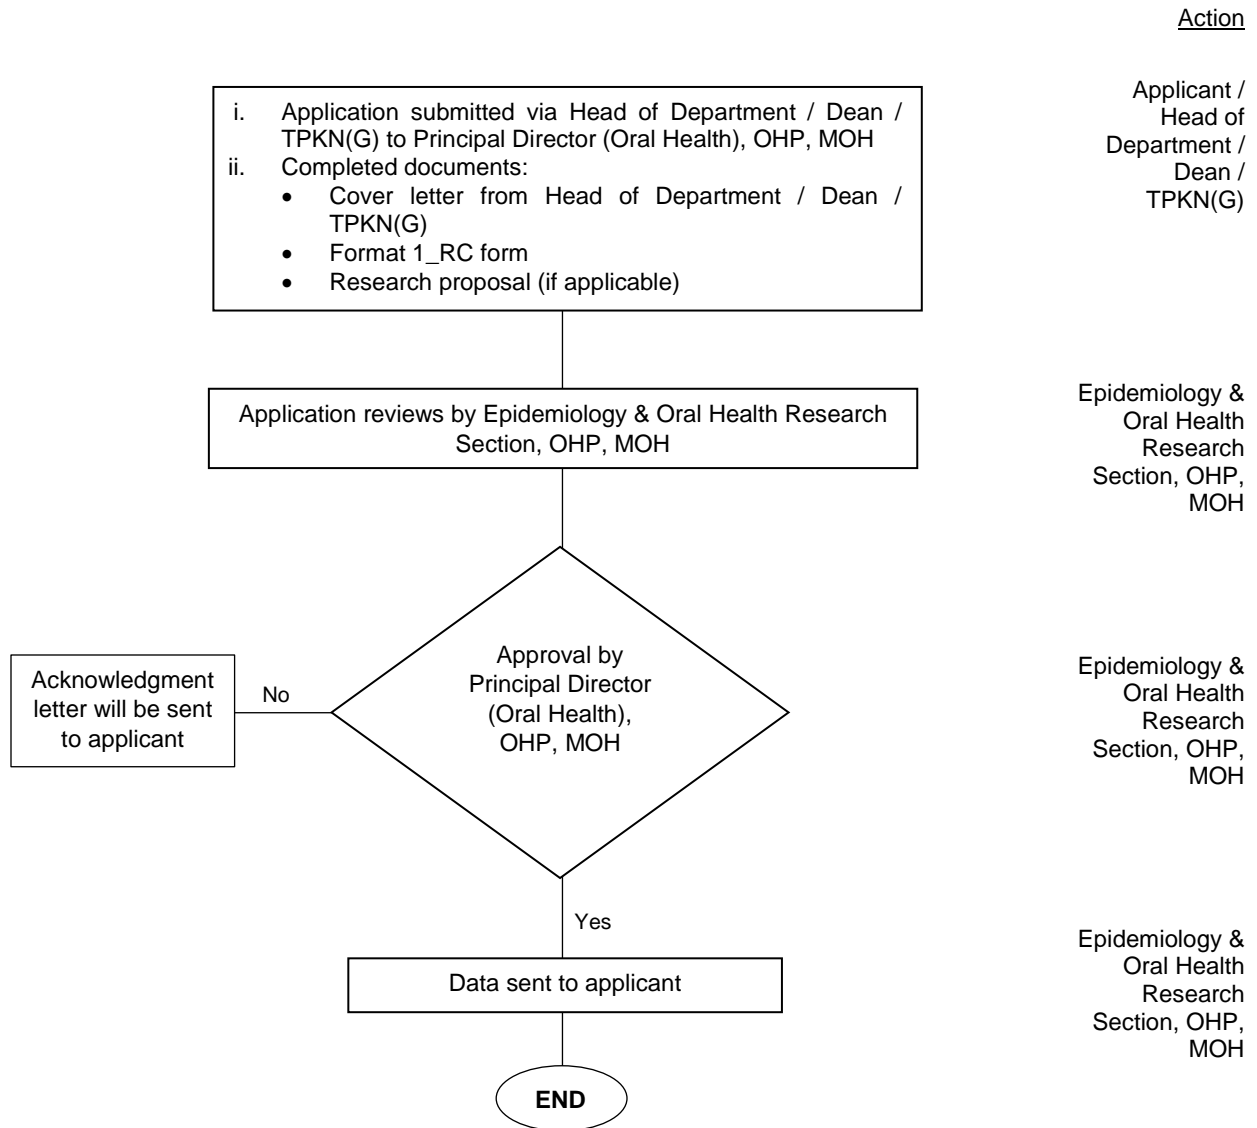 Action
i. Application submitted via Head of Department / Dean /
TPKN(G) to Principal Director (Oral Health), OHP, MOH
ii. Completed documents:
• Cover letter from Head of Department / Dean /
TPKN(G)
• Format 1_RC form
• Research proposal (if applicable)
Applicant /
Head of
Department /
Dean /
TPKN(G)
Application reviews by Epidemiology & Oral Health Research
Section, OHP, MOH
Epidemiology &
Oral Health
Research
Section, OHP,
MOH
Approval by
Principal Director
(Oral Health),
OHP, MOH
No
Acknowledgment
letter will be sent
to applicant
Epidemiology &
Oral Health
Research
Section, OHP,
MOH
Yes
Data sent to applicant
Epidemiology &
Oral Health
Research
Section, OHP,
MOH
END